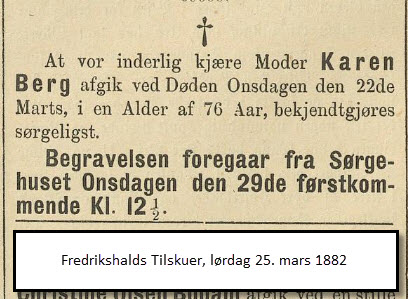 At vor inderlig kjære Moder Karen
Berg afgik ved Døden Onsdagen den 22de
Marts, i en Alder af 76 Aar, bekjendtgjøres
sørgeligst.
Begravelsen foregaar fra Sørge-
huset Onsdagen den 29de førstkom-
mende Kl. 12 ½.
Fredrikshalds Tilskuer, lørdag 25. mars 1882